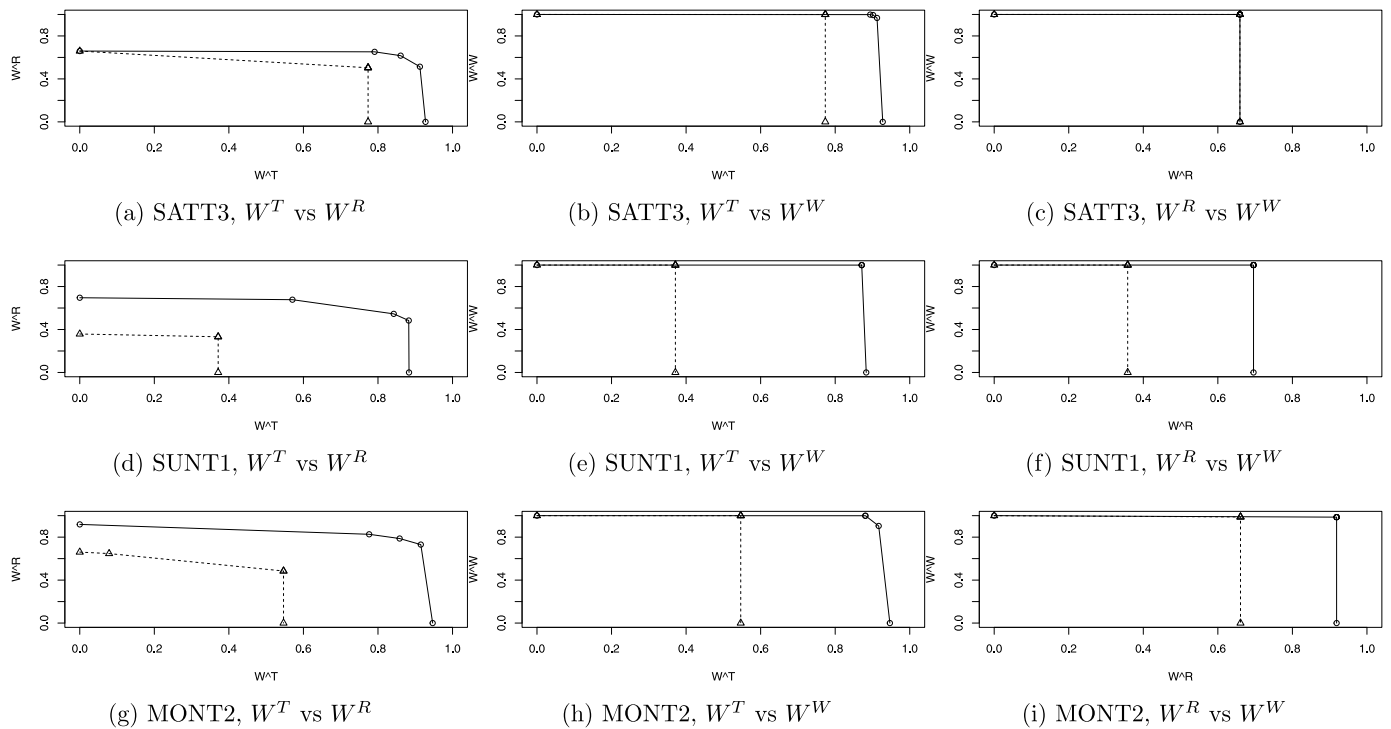 W^R
0.8
0.4
0.0
0.0 0.2 0.4 0.6 0.8 1.0
W^T
(a) SATT3, W^T vs W^R
W^W
0.8
0.4
0.0
0.0 0.2 0.4 0.6 0.8 1.0
W^T
(b) SATT3, W^T vs W^W
W^W
0.8
0.4
0.0
0.0 0.2 0.4 0.6 0.8 1.0
W^R
(c) SATT3, W^R vs W^W
W^R
0.8
0.4
0.0
0.0 0.2 0.4 0.6 0.8 1.0
W^T
(d) SUNT1, W^T vs W^R
W^W
0.8
0.4
0.0
0.0 0.2 0.4 0.6 0.8 1.0
W^T
(e) SUNT1, W^T vs W^W
W^W
0.8
0.4
0.0
0.0 0.2 0.4 0.6 0.8 1.0
W^R
(f) SUNT1, W^R vs W^W
W^R
0.8
0.4
0.0
0.0 0.2 0.4 0.6 0.8 1.0
W^T
(g) MONT2, W^T vs W^R
W^W
0.8
0.4
0.0
0.0 0.2 0.4 0.6 0.8 1.0
W^T
(h) MONT2, W^T vs W^W
W^W
0.8
0.4
0.0
0.0 0.2 0.4 0.6 0.8 1.0
W^R
(i) MONT2, W^R vs W^W